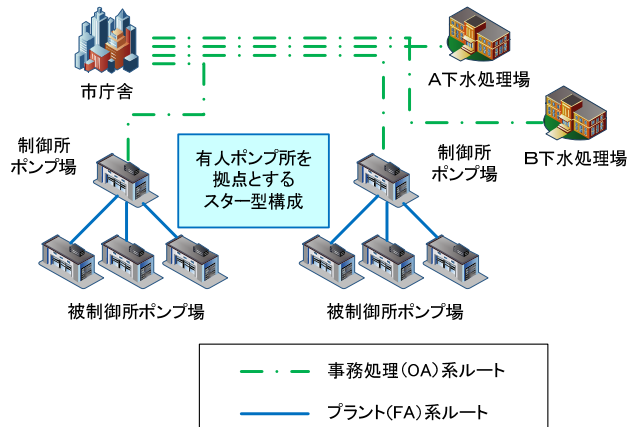 市庁舎
A下水処理場
B下水処理場
制御所
ポンプ場
有人ポンプ所を
拠点とする
スター型構成
制御所
ポンプ場
被制御所ポンプ場
被制御所ポンプ場
事務処理(OA)系ルート
プラント(FA)系ルート